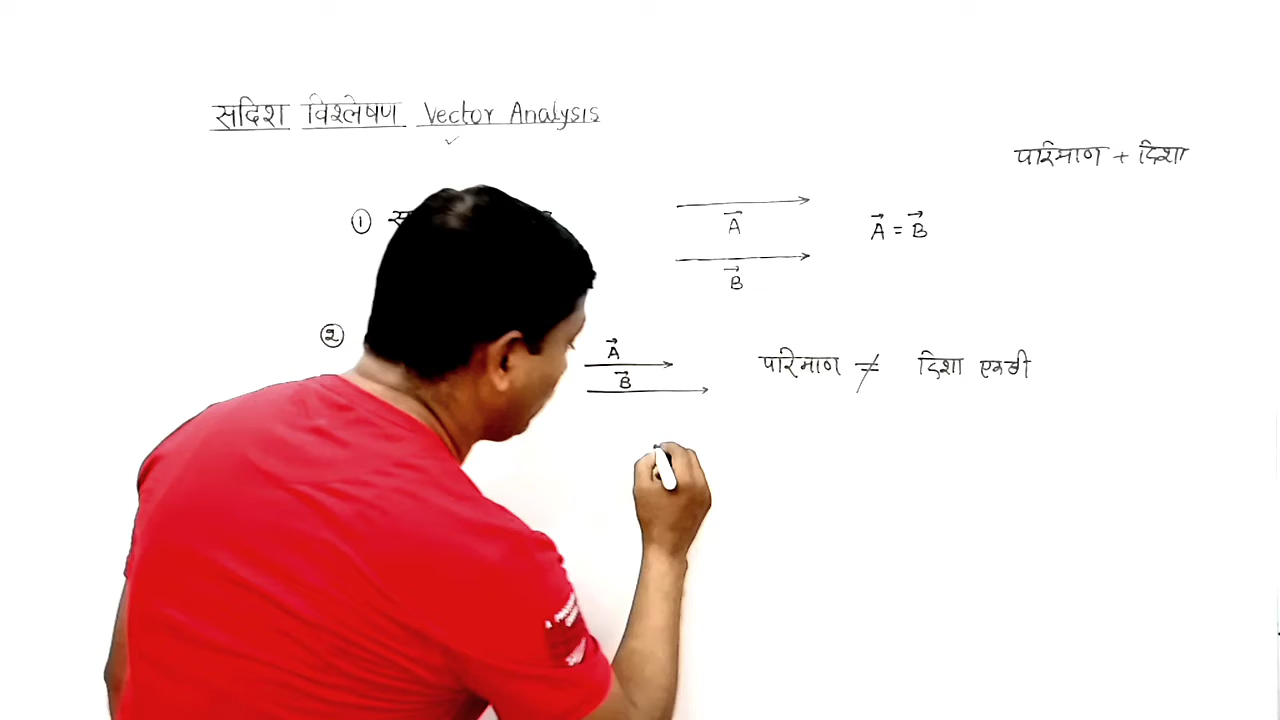 सदिश विश्लेषण Vector Analysis
परिमाण + दिशा
①
A⃗
A⃗ = B⃗
B⃗
②
A⃗
परिमाण ≠ दिशा एकही
B⃗